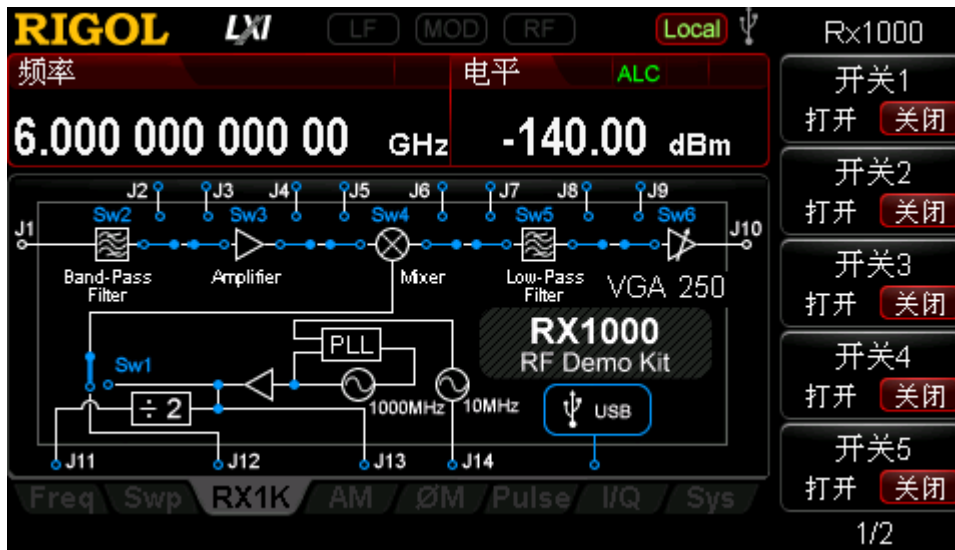 RIGOL LXI LF MOD RF Local Rx1000
频率 电平 ALC
6.000 000 000 00 GHz -140.00 dBm
开关1
打开 关闭
开关2
打开 关闭
开关3
打开 关闭
开关4
打开 关闭
开关5
打开 关闭
1/2
J2 J3 J4 J5 J6 J7 J8 J9
J1 Sw2 Sw3 Sw4 Sw5 Sw6 J10
Band-Pass Amplifier Mixer Low-Pass
Filter Filter VGA 250
RX1000
RF Demo Kit
PLL
Sw1
÷ 2 1000MHz 10MHz USB
J11 J12 J13 J14
Freq Swp RX1K AM ØM Pulse I/Q Sys